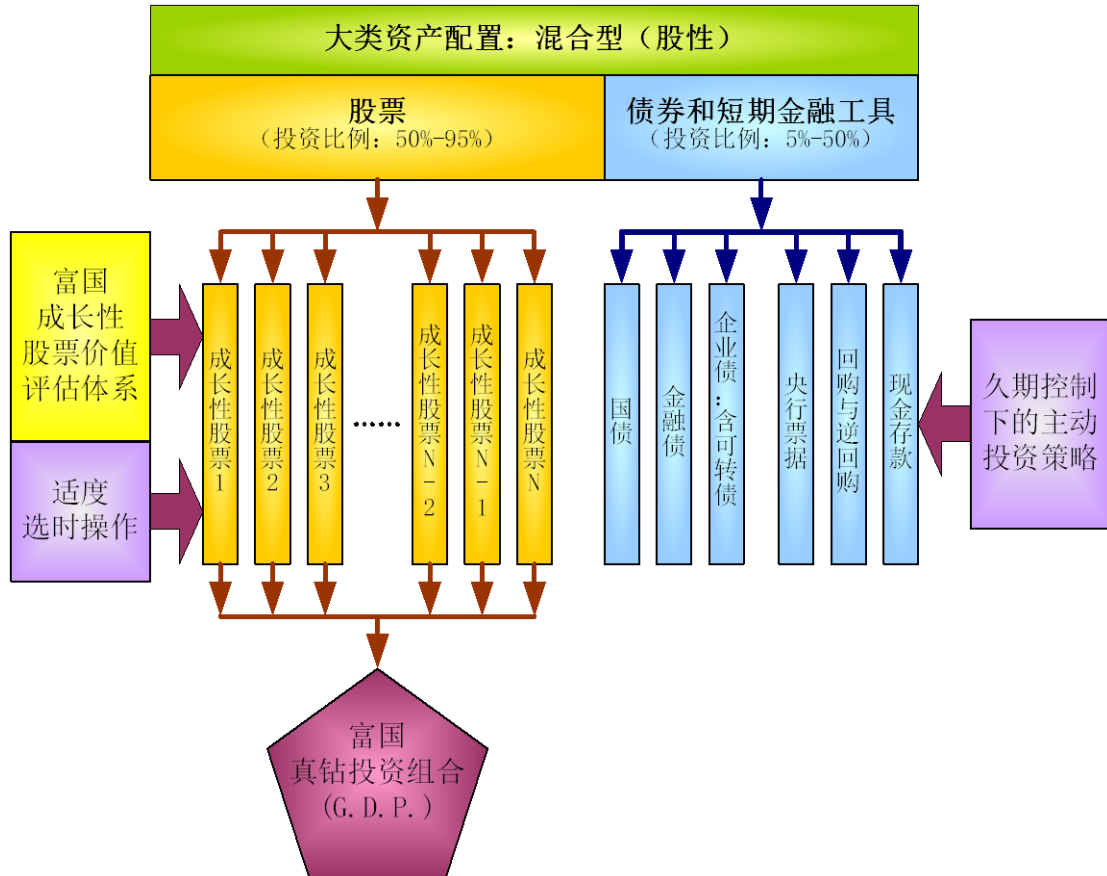 大类资产配置：混合型（股性）
股票
（投资比例：50%-95%）
债券和短期金融工具
（投资比例：5%-50%）
富国
成长性
股票价值
评估体系
适度
选时操作
成长性股票1
成长性股票2
成长性股票3
……
成长性股票N-2
成长性股票N-1
成长性股票N
国债
金融债
企业债：含可转债
央行票据
回购与逆回购
现金存款
久期控制
下的主动
投资策略
富国
真钻投资组合
(G.D.P.)